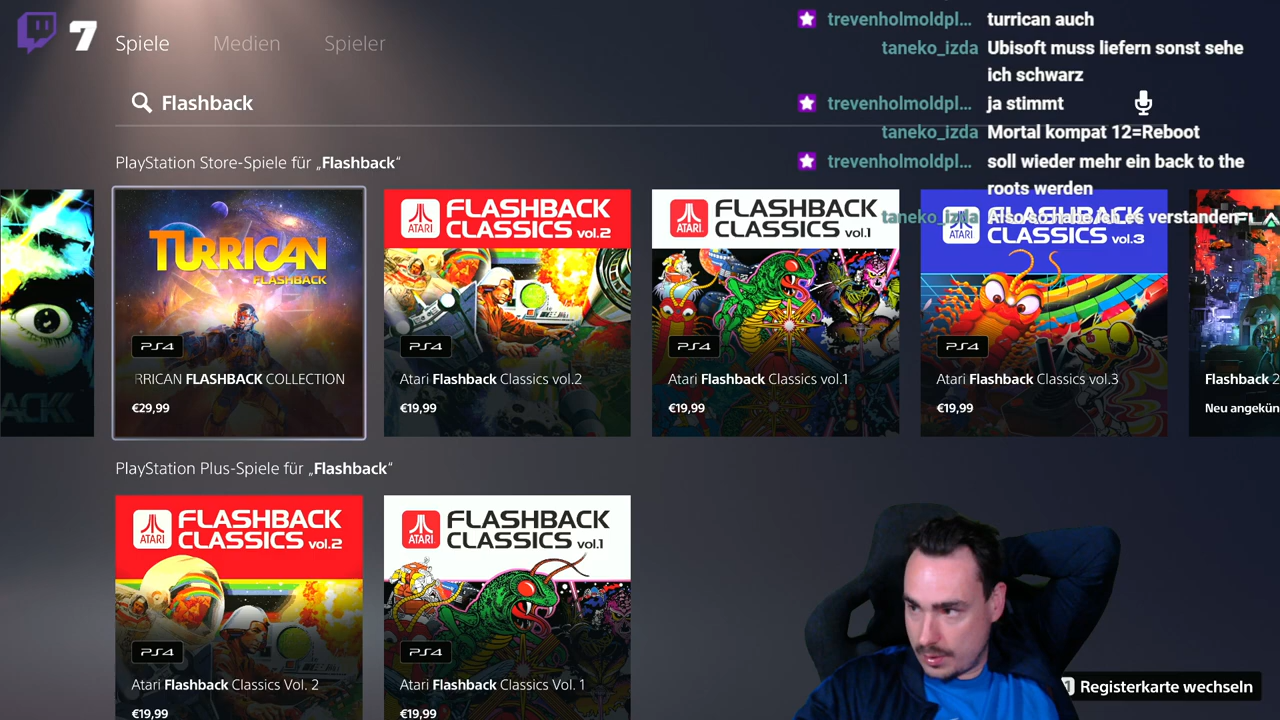 7
Spiele
Medien
Spieler
trevenholmoldpl... turrican auch
taneko_izda Ubisoft muss liefern sonst sehe
ich schwarz
trevenholmoldpl... ja stimmt
taneko_izda Mortal kompat 12=Reboot
trevenholmoldpl... soll wieder mehr ein back to the
roots werden
taneko_izda Also so habe ich es verstanden
Flashback
PlayStation Store-Spiele für „Flashback“
TURRICAN
FLASHBACK
PS4
RRICAN FLASHBACK COLLECTION
€29,99
ATARI
FLASHBACK
CLASSICS vol.2
PS4
Atari Flashback Classics vol.2
€19,99
ATARI
FLASHBACK
CLASSICS vol.1
PS4
Atari Flashback Classics vol.1
€19,99
ATARI
FLASHBACK
CLASSICS vol.3
PS4
Atari Flashback Classics vol.3
€19,99
Flashback 2
Neu angekün
PlayStation Plus-Spiele für „Flashback“
ATARI
FLASHBACK
CLASSICS vol.2
PS4
Atari Flashback Classics Vol. 2
€19,99
ATARI
FLASHBACK
CLASSICS vol.1
PS4
Atari Flashback Classics Vol. 1
€19,99
Registerkarte wechseln